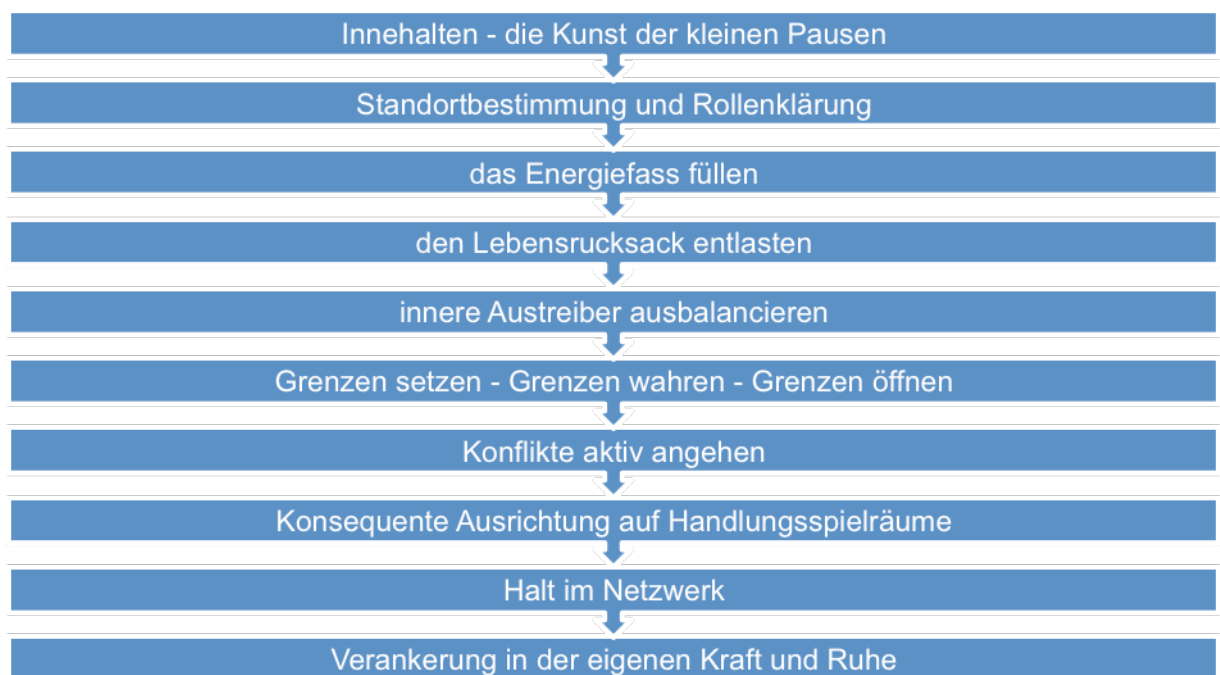 Innehalten - die Kunst der kleinen Pausen
Standortbestimmung und Rollenklärung
das Energiefass füllen
den Lebensrucksack entlasten
innere Austreiber ausbalancieren
Grenzen setzen - Grenzen wahren - Grenzen öffnen
Konflikte aktiv angehen
Konsequente Ausrichtung auf Handlungsspielräume
Halt im Netzwerk
Verankerung in der eigenen Kraft und Ruhe